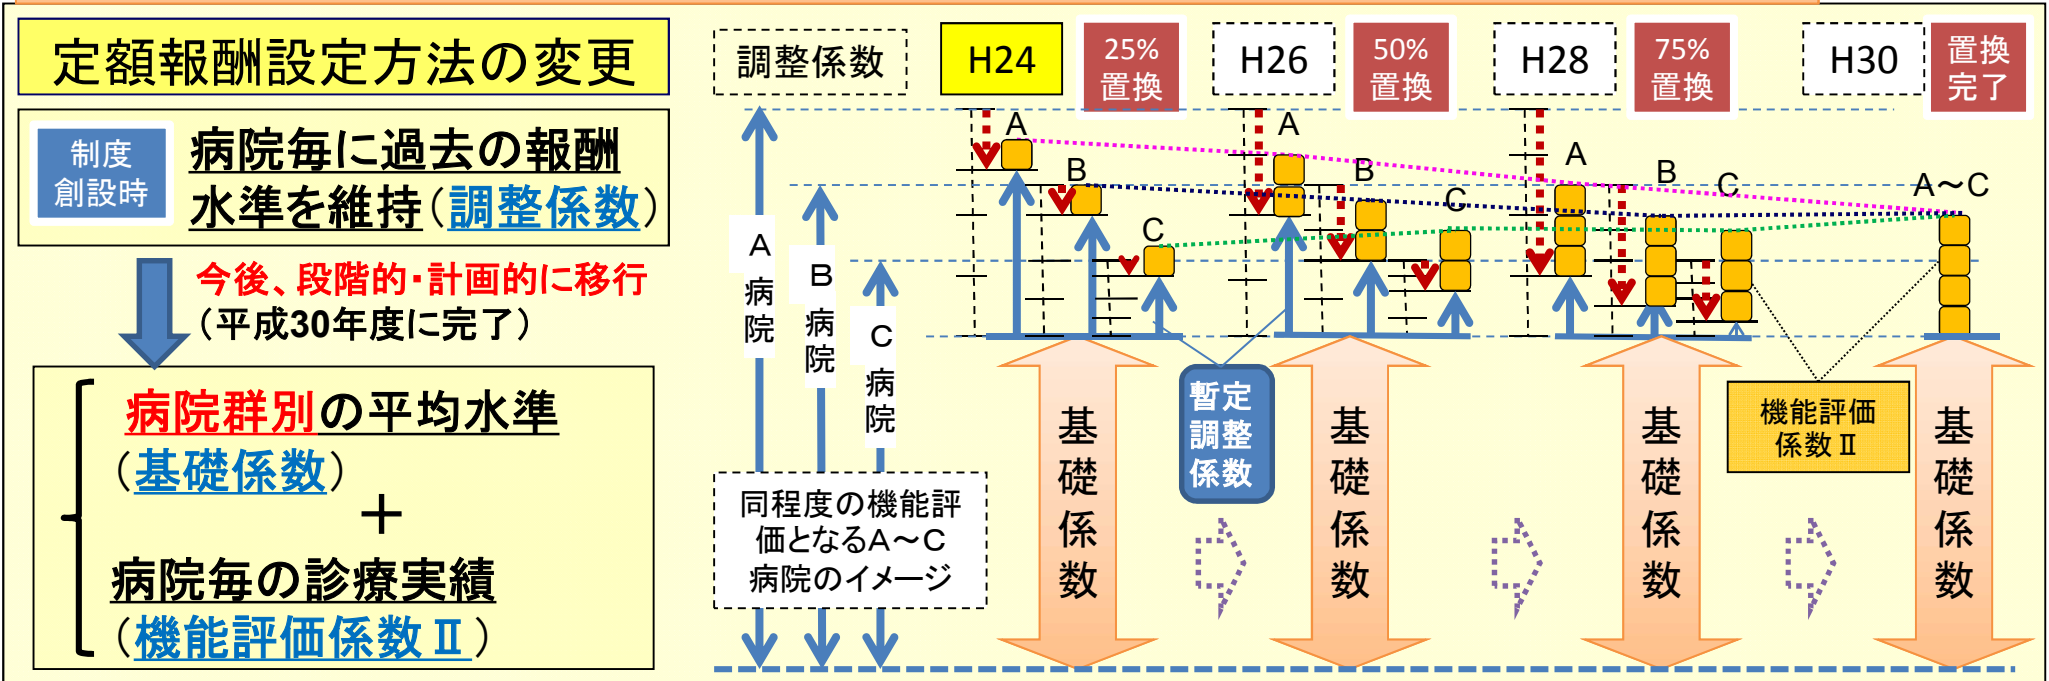 定額報酬設定方法の変更
制度
創設時
病院毎に過去の報酬
水準を維持(調整係数)
今後、段階的・計画的に移行
(平成30年度に完了)
病院群別の平均水準
(基礎係数)
+
病院毎の診療実績
(機能評価係数Ⅱ)
調整係数
H24
25%
置換
H26
50%
置換
H28
75%
置換
H30
置換
完了
A
B
C
A
B
C
A
B
C
A~C
A病院
B病院
C病院
同程度の機能評
価となるA~C
病院のイメージ
暫定
調整
係数
機能評価
係数Ⅱ
基礎係数
基礎係数
基礎係数
基礎係数